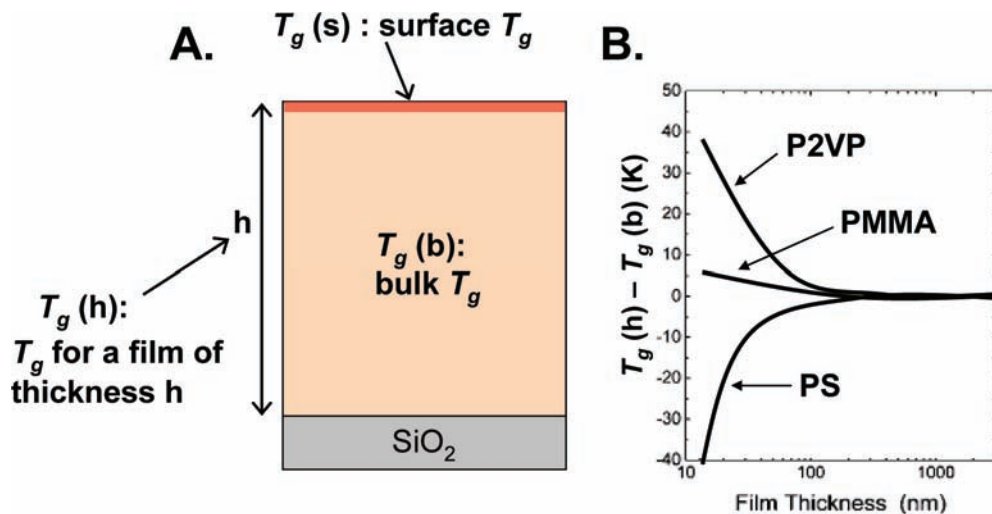 A.
T_g (s) : surface T_g
h
T_g (b):
bulk T_g
T_g (h):
T_g for a film of
thickness h
SiO₂
B.
T_g (h) – T_g (b) (K)
50
40
30
20
10
0
-10
-20
-30
-40
P2VP
PMMA
PS
10
100
1000
Film Thickness (nm)